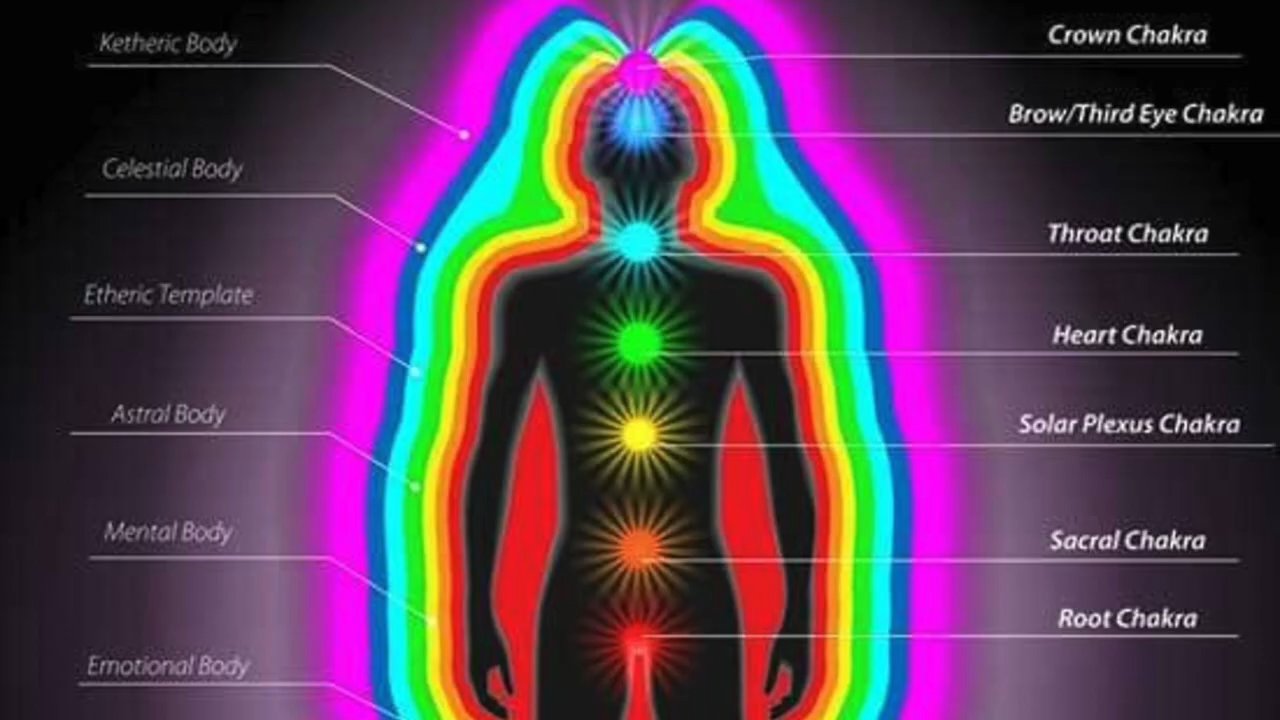 Ketheric Body
Celestial Body
Etheric Template
Astral Body
Mental Body
Emotional Body
Crown Chakra
Brow/Third Eye Chakra
Throat Chakra
Heart Chakra
Solar Plexus Chakra
Sacral Chakra
Root Chakra